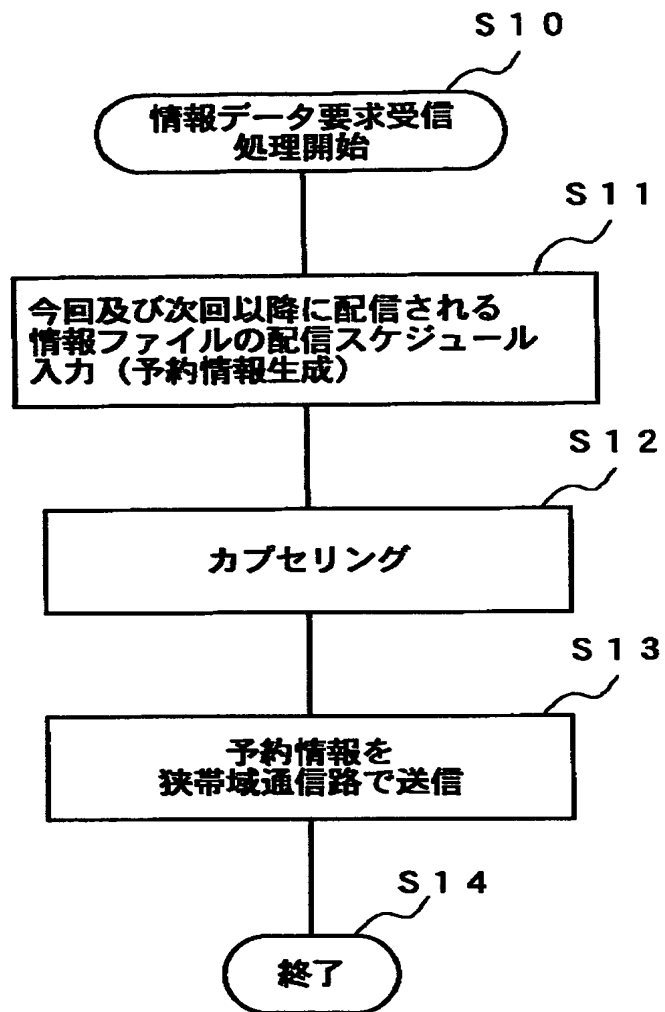 S10
情報データ要求受信
処理開始
S11
今回及び次回以降に配信される
情報ファイルの配信スケジュール
入力（予約情報生成）
S12
カプセリング
S13
予約情報を
狭帯域通信路で送信
S14
終了